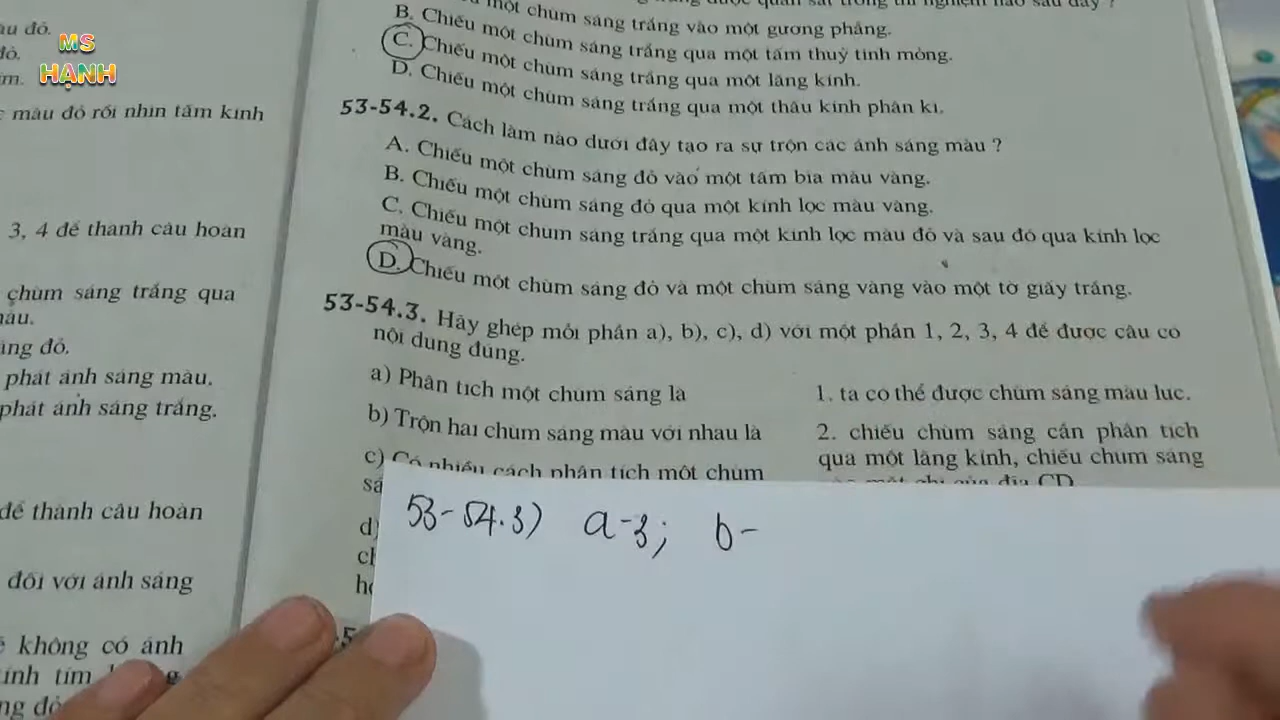 MS
HẠNH
đỏ.
màu đỏ rồi nhìn tấm kính
3, 4 để thành câu hoàn
chùm sáng trắng qua
đỏ.
phát ánh sáng màu.
phát ánh sáng trắng.
để thành câu hoàn
đối với ánh sáng
không có ánh
tím
B. Chiếu một chùm sáng trắng vào một gương phẳng.
C. Chiếu một chùm sáng trắng qua một tấm thuỷ tinh mỏng.
Chiếu một chùm sáng trắng qua một lăng kính.
D. Chiếu một chùm sáng trắng qua một thấu kính phân kì.
53-54.2. Cách làm nào dưới đây tạo ra sự trộn các ánh sáng màu ?
A. Chiếu một chùm sáng đỏ vào một tấm bìa màu vàng.
B. Chiếu một chùm sáng đỏ qua một kính lọc màu vàng.
C. Chiếu một chùm sáng trắng qua một kính lọc màu đỏ và sau đó qua kính lọc
màu vàng.
D. Chiếu một chùm sáng đỏ và một chùm sáng vàng vào một tờ giấy trắng.
53-54.3. Hãy ghép mỗi phần a), b), c), d) với một phần 1, 2, 3, 4 để được câu có
nội dung đúng.
a) Phân tích một chùm sáng là
b) Trộn hai chùm sáng màu với nhau là
c) Có nhiều cách phân tích một chùm
d)
1. ta có thể được chùm sáng màu lục.
2. chiếu chùm sáng cần phân tích
qua một lăng kính, chiếu chùm sáng
53-54.3) a-3; b-